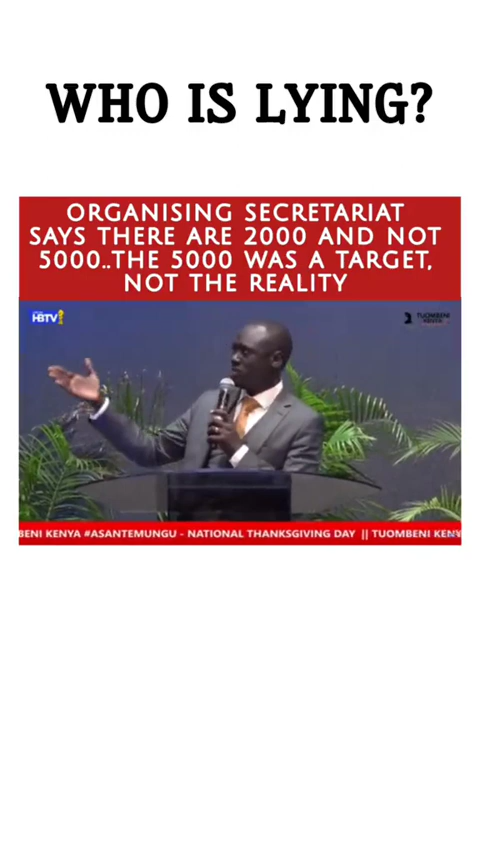 WHO IS LYING?
ORGANISING SECRETARIAT
SAYS THERE ARE 2000 AND NOT
5000..THE 5000 WAS A TARGET,
NOT THE REALITY
HBTV
TUOMBENI
KENYA
BENI KENYA #ASANTEMUNGU - NATIONAL THANKSGIVING DAY || TUOMBENI KENY